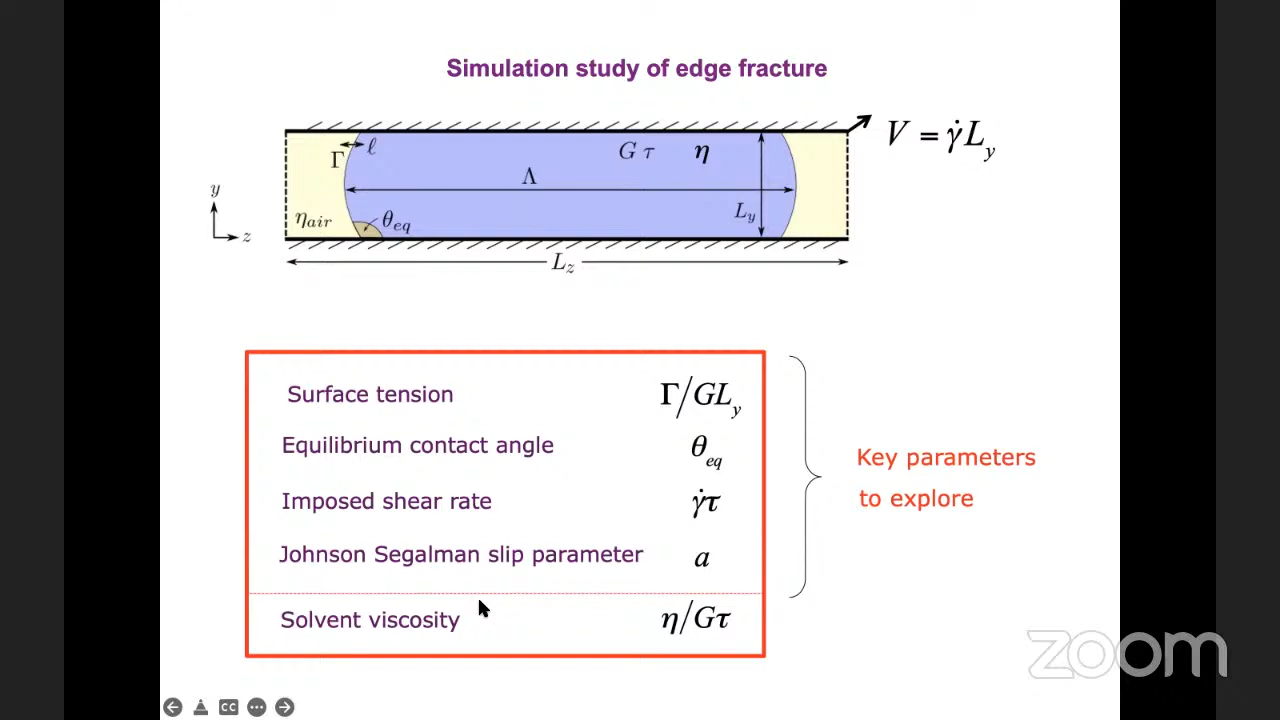 Simulation study of edge fracture
V = γ̇L_y
Γ
ℓ
G τ
η
Λ
y
L_y
η_air
θ_eq
z
L_z
Surface tension Γ/GL_y
Equilibrium contact angle θ_eq
Imposed shear rate γ̇τ
Johnson Segalman slip parameter a
Solvent viscosity η/Gτ
Key parameters
to explore
zoom
CC